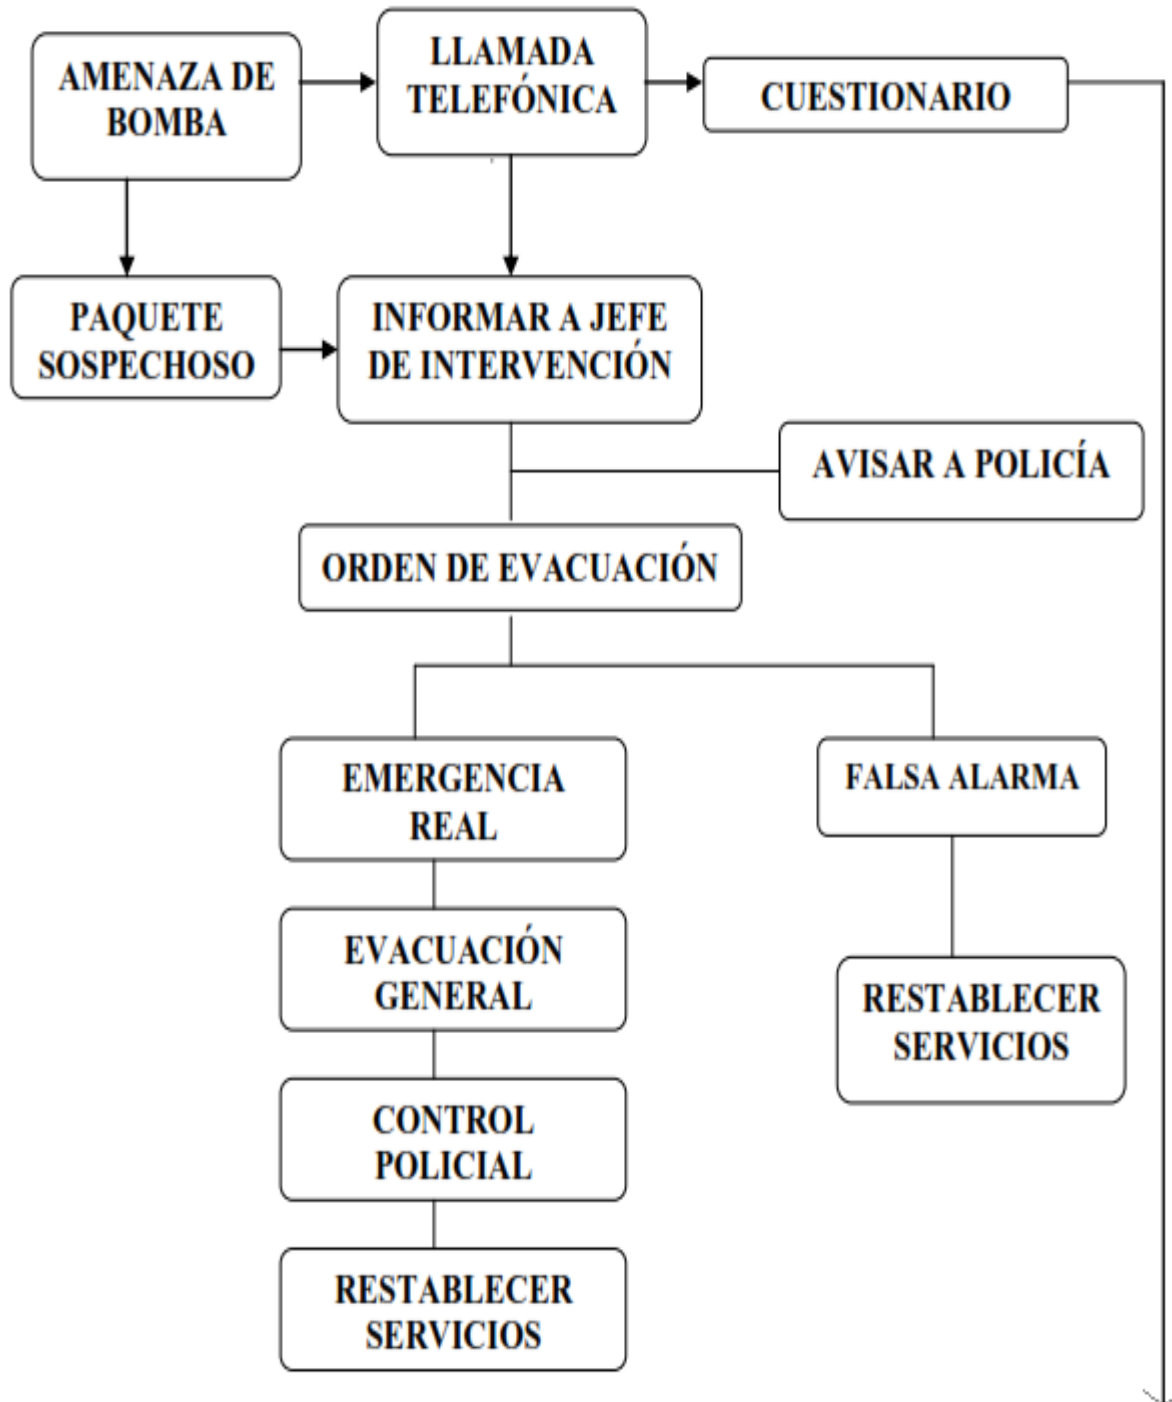 AMENAZA DE
BOMBA
LLAMADA
TELEFÓNICA
CUESTIONARIO
PAQUETE
SOSPECHOSO
INFORMAR A JEFE
DE INTERVENCIÓN
AVISAR A POLICÍA
ORDEN DE EVACUACIÓN
EMERGENCIA
REAL
FALSA ALARMA
EVACUACIÓN
GENERAL
RESTABLECER
SERVICIOS
CONTROL
POLICIAL
RESTABLECER
SERVICIOS